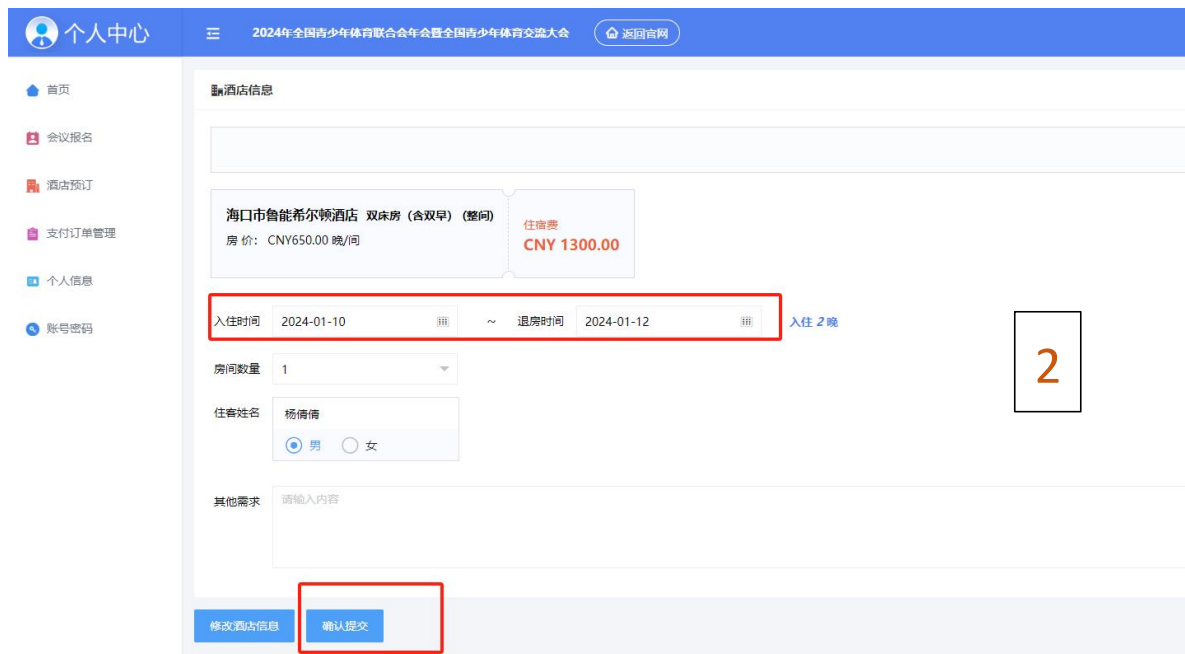 个人中心
2024年全国青少年体育联合会年会暨全国青少年体育交流大会
返回官网
首页
会议报名
酒店预订
支付订单管理
个人信息
账号密码
酒店信息
海口市鲁能希尔顿酒店 双床房（含双早）(整间)
房 价： CNY650.00 晚/间
住宿费
CNY 1300.00
入住时间 2024-01-10 ~ 退房时间 2024-01-12 入住 2 晚
2
房间数量 1
住客姓名 杨倩倩
男 女
其他需求 请输入内容
修改酒店信息 确认提交